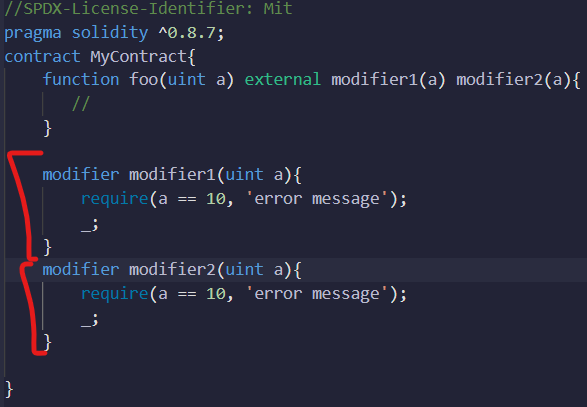 //SPDX-License-Identifier: Mit
pragma solidity ^0.8.7;
contract MyContract{
    function foo(uint a) external modifier1(a) modifier2(a){
        //
    }
    modifier modifier1(uint a){
        require(a == 10, 'error message');
        _;
    }
    modifier modifier2(uint a){
        require(a == 10, 'error message');
        _;
    }
}